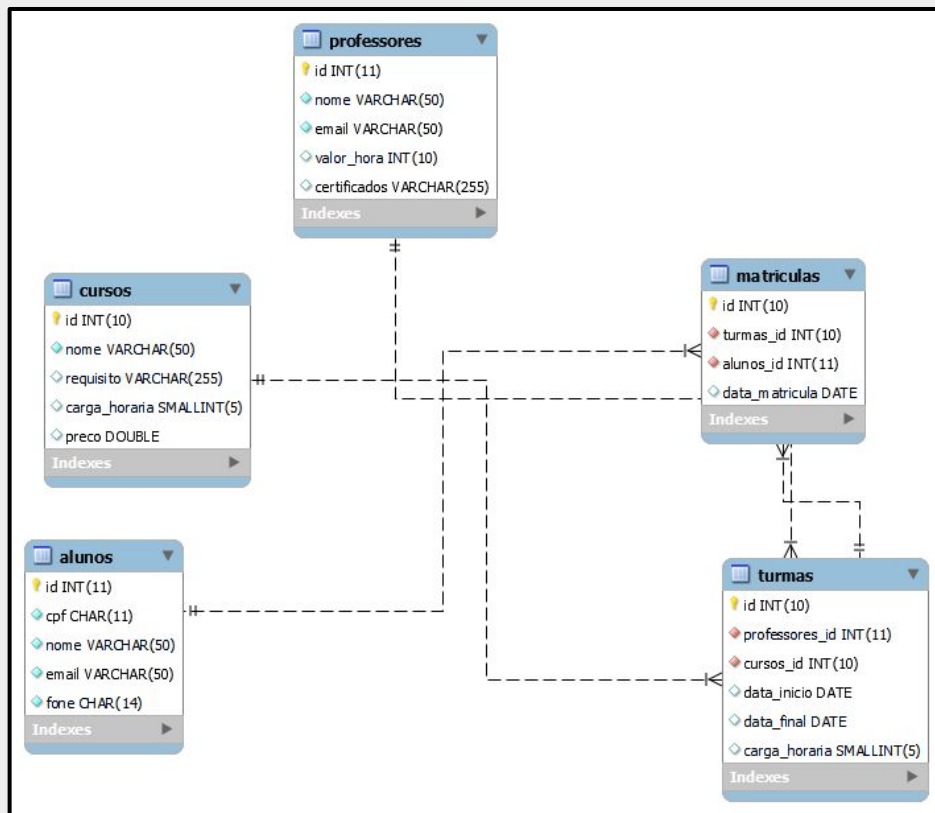 professores
id INT(11)
nome VARCHAR(50)
email VARCHAR(50)
valor_hora INT(10)
certificados VARCHAR(255)
Indexes
cursos
id INT(10)
nome VARCHAR(50)
requisito VARCHAR(255)
carga_horaria SMALLINT(5)
preco DOUBLE
Indexes
matriculas
id INT(10)
turmas_id INT(10)
alunos_id INT(11)
data_matricula DATE
Indexes
alunos
id INT(11)
cpf CHAR(11)
nome VARCHAR(50)
email VARCHAR(50)
fone CHAR(14)
Indexes
turmas
id INT(10)
professores_id INT(11)
cursos_id INT(10)
data_inicio DATE
data_final DATE
carga_horaria SMALLINT(5)
Indexes